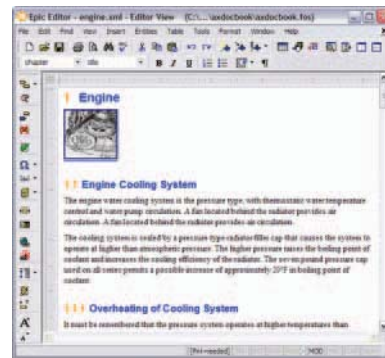 Epic Editor - engine.xml - Editor View (C:\... \axdocbook\axdocbook.fos)
File Edit Find View Insert Entities Table Tools Format Window Help
chapter title B I U
1 Engine
1.1 Engine Cooling System
The engine water cooling system is the pressure type, with thermostatic water temperature
control and water pump circulation. A fan located behind the radiator provides air
circulation. A fan located behind the radiator provides air circulation.
The cooling system is sealed by a pressure type radiator filler cap that causes the system to
operate at higher than atmospheric pressure. The higher pressure raises the boiling point of
coolant and increases the cooling efficiency of the radiator. The seven pound pressure cap
used on all series permits a possible increase of approximately 20°F in boiling point of
coolant.
1.1.1 Overheating of Cooling System
It must be remembered that the pressure system operates at higher temperatures than